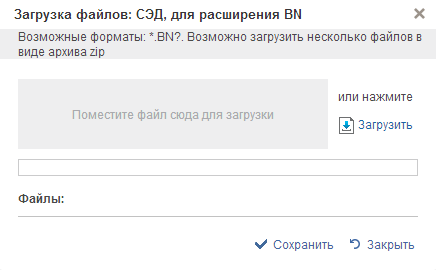 Загрузка файлов: СЭД, для расширения BN
Возможные форматы: *.BN?. Возможно загрузить несколько файлов в
виде архива zip
Поместите файл сюда для загрузки
или нажмите
Загрузить
Файлы:
Сохранить
Закрыть